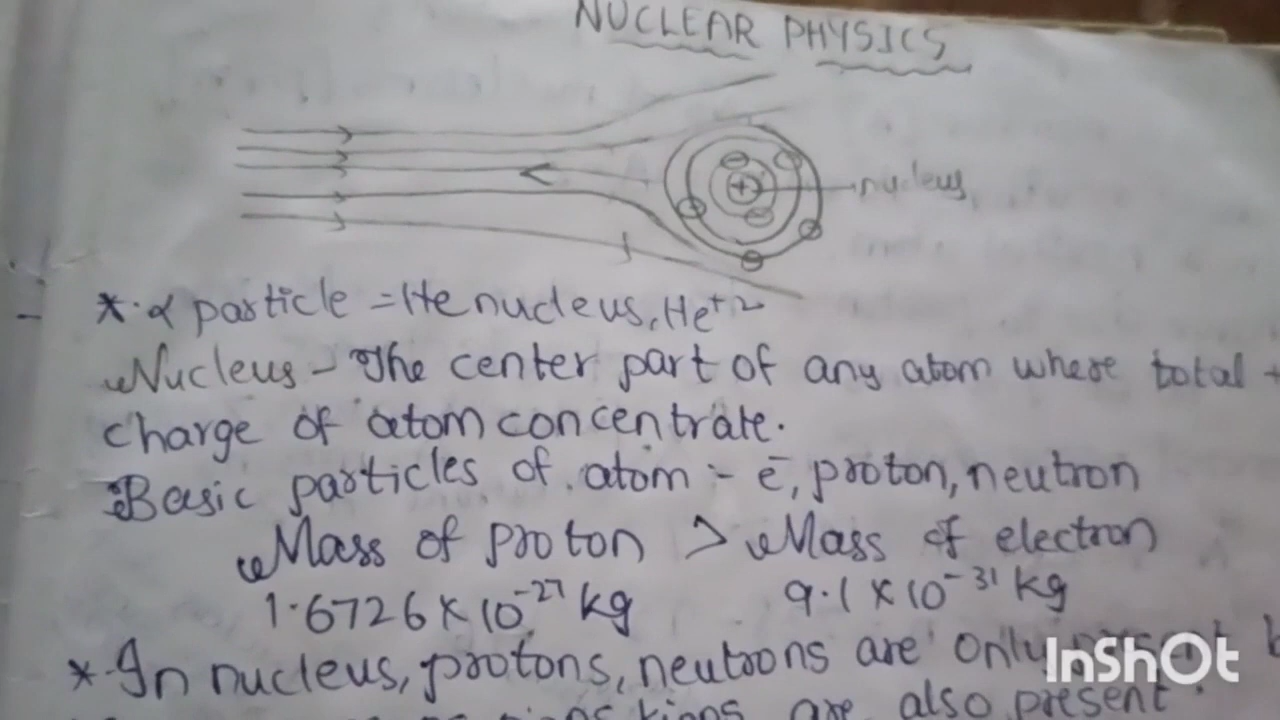 NUCLEAR PHYSICS
nucleus
* α particle = He nucleus, He+2
Nucleus - The center part of any atom where total +
charge of atom concentrate.
Basic particles of atom :- e-, proton, neutron
Mass of proton > Mass of electron
1.6726 × 10-27 kg 9.1 × 10-31 kg
* In nucleus, protons, neutrons are only present
are also present
InShOt